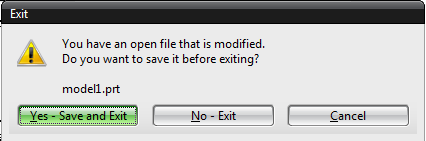 Exit
You have an open file that is modified.
Do you want to save it before exiting?
model1.prt
Yes - Save and Exit
No - Exit
Cancel